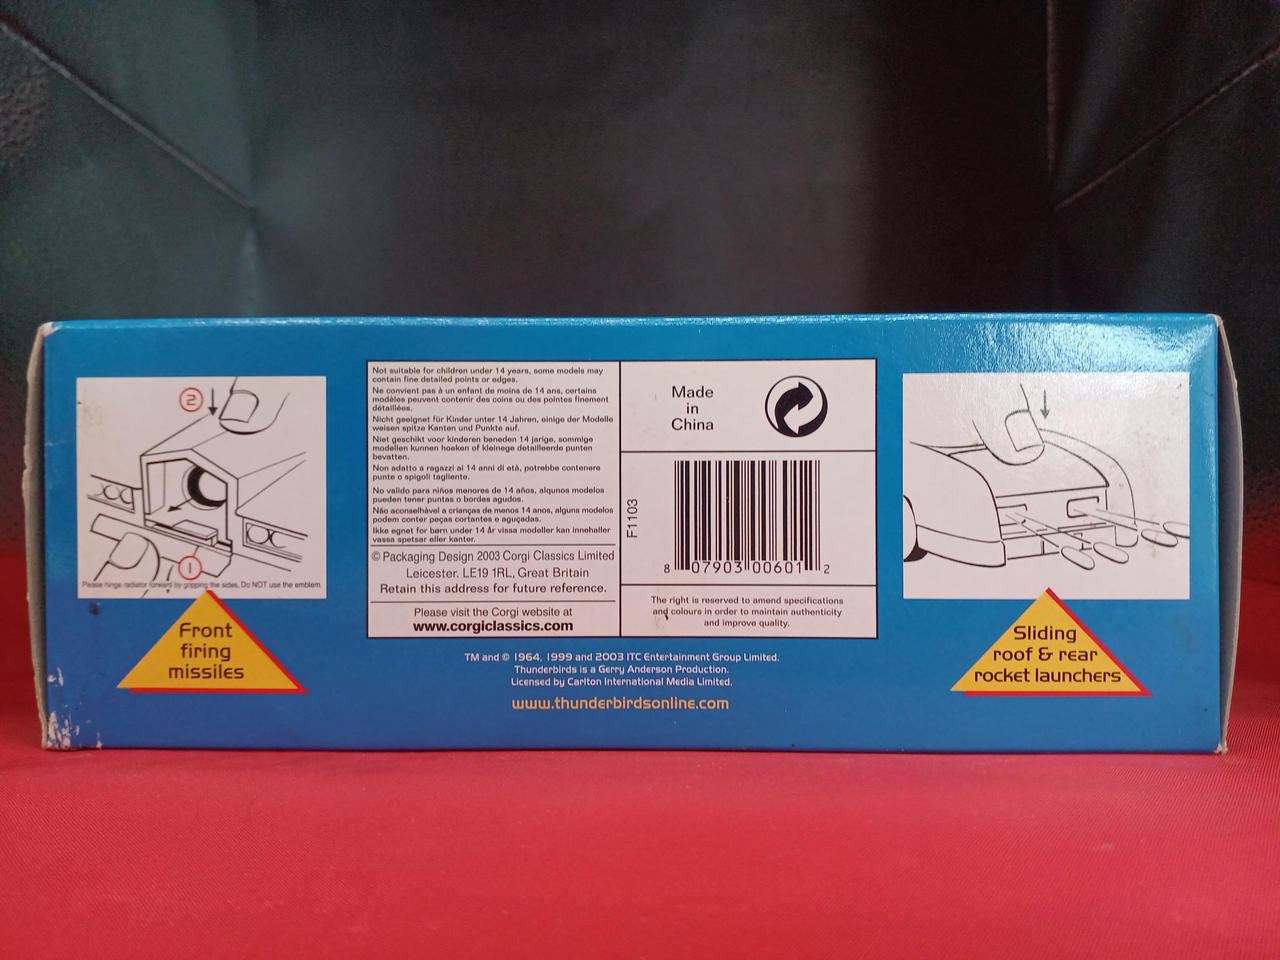 2
1
Please hinge radiator forward by gripping the sides, Do NOT use the emblem.
Front
firing
missiles
Not suitable for children under 14 years, some models may
contain fine detailed points or edges.
Ne convient pas à un enfant de moins de 14 ans, certains
modèles peuvent contenir des coins ou des pointes finement
détaillées.
Nicht geeignet für Kinder unter 14 Jahren, einige der Modelle
weisen spitze Kanten und Punkte auf.
Niet geschikt voor kinderen beneden 14 jarige, sommige
modellen kunnen hoeken of kleinege detailleerde punten
bevatten.
Non adatto a ragazzi ai 14 anni di età, potrebbe contenere
punte o spigoli tagliente.
No valido para niños menores de 14 años, alqunos modelos
pueden tener puntas o bordes agudos.
Não aconselhável a crianças de menos 14 anos, alguns modelos
podem conter peças cortantes e aguçadas.
Ikke egnet for børn under 14 år vissa modeller kan innehaller
vassa spetsar eller kanter.
© Packaging Design 2003 Corgi Classics Limited
Leicester. LE19 1RL, Great Britain
Retain this address for future reference.
Please visit the Corgi website at
www.corgiclassics.com
Made
in
China
F1103
8 07903 00601 2
The right is reserved to amend specifications
and colours in order to maintain authenticity
and improve quality.
TM and © 1964, 1999 and 2003 ITC Entertainment Group Limited.
Thunderbirds is a Gerry Anderson Production.
Licensed by Carlton International Media Limited.
www.thunderbirdsonline.com
Sliding
roof & rear
rocket launchers